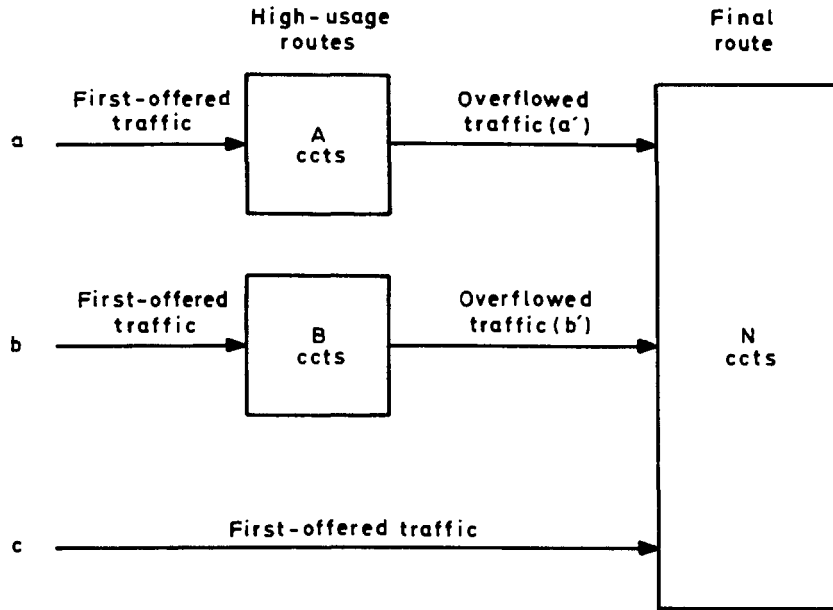 High-usage
routes
Final
route
First-offered
traffic
Overflowed
traffic (a′)
a
A
ccts
First-offered
traffic
Overflowed
traffic (b′)
b
B
ccts
N
ccts
First-offered traffic
c